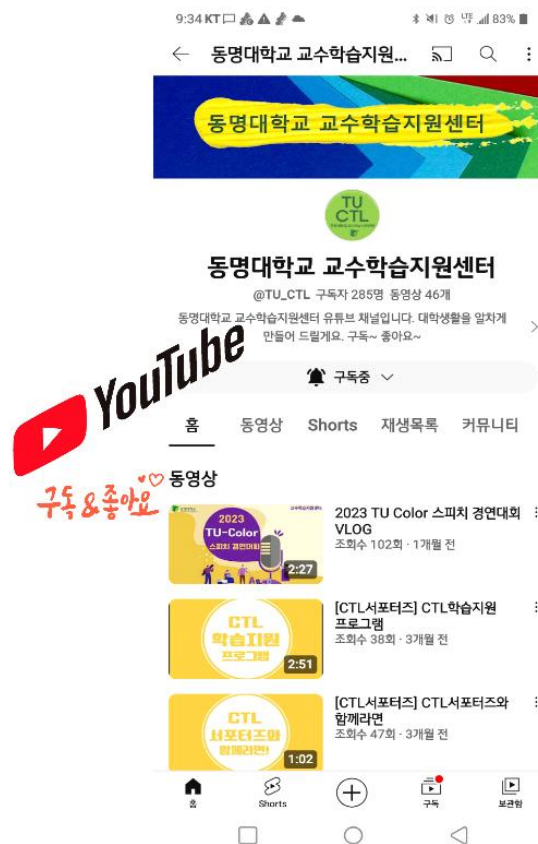 9:34 KT
LTE 83%
동명대학교 교수학습지원...
동명대학교 교수학습지원센터
TU
CTL
동명대학교 교수학습지원센터
@TU_CTL 구독자 285명 동영상 46개
동명대학교 교수학습지원센터 유튜브 채널입니다. 대학생활을 알차게
만들어 드릴게요. 구독~ 좋아요~
YouTube
구독중
홈 동영상 Shorts 재생목록 커뮤니티
구독&좋아요
동영상
2023
TU-Color
스피치 경연대회
2:27
2023 TU Color 스피치 경연대회
VLOG
조회수 102회 · 1개월 전
CTL
학습지원
프로그램
2:51
[CTL서포터즈] CTL학습지원
프로그램
조회수 38회 · 3개월 전
CTL
서포터즈와
함께라면!
1:02
[CTL서포터즈] CTL서포터즈와
함께라면
조회수 47회 · 3개월 전
홈 Shorts 구독 보관함